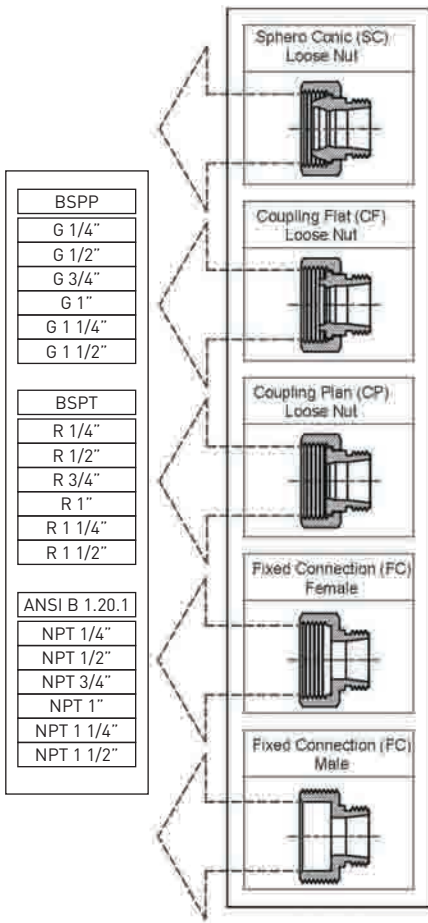 BSPP
G 1/4"
G 1/2"
G 3/4"
G 1"
G 1 1/4"
G 1 1/2"
BSPT
R 1/4"
R 1/2"
R 3/4"
R 1"
R 1 1/4"
R 1 1/2"
ANSI B 1.20.1
NPT 1/4"
NPT 1/2"
NPT 3/4"
NPT 1"
NPT 1 1/4"
NPT 1 1/2"
Sphero Conic (SC)
Loose Nut
Coupling Flat (CF)
Loose Nut
Coupling Plan (CP)
Loose Nut
Fixed Connection (FC)
Female
Fixed Connection (FC)
Male